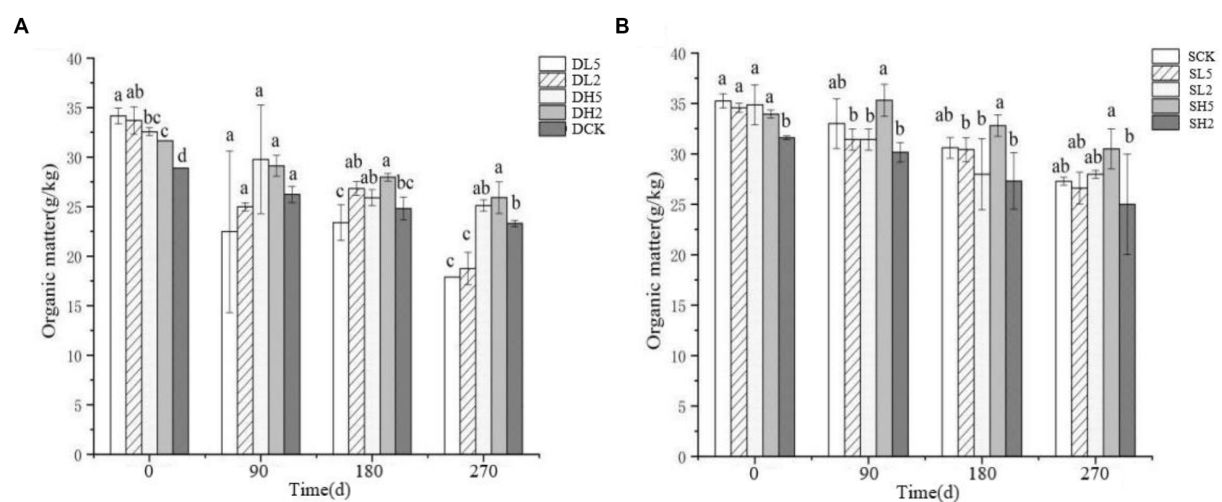 A
Organic matter(g/kg)
40
35
30
25
20
15
10
5
0
a ab bc c d
a a a a a
c ab ab a bc
c c ab a b
DL5
DL2
DH5
DH2
DCK
0 90 180 270
Time(d)
B
Organic matter(g/kg)
40
35
30
25
20
15
10
5
0
a a a a b
ab b b a b
ab b b a b
ab ab ab a b
SCK
SL5
SL2
SH5
SH2
0 90 180 270
Time(d)